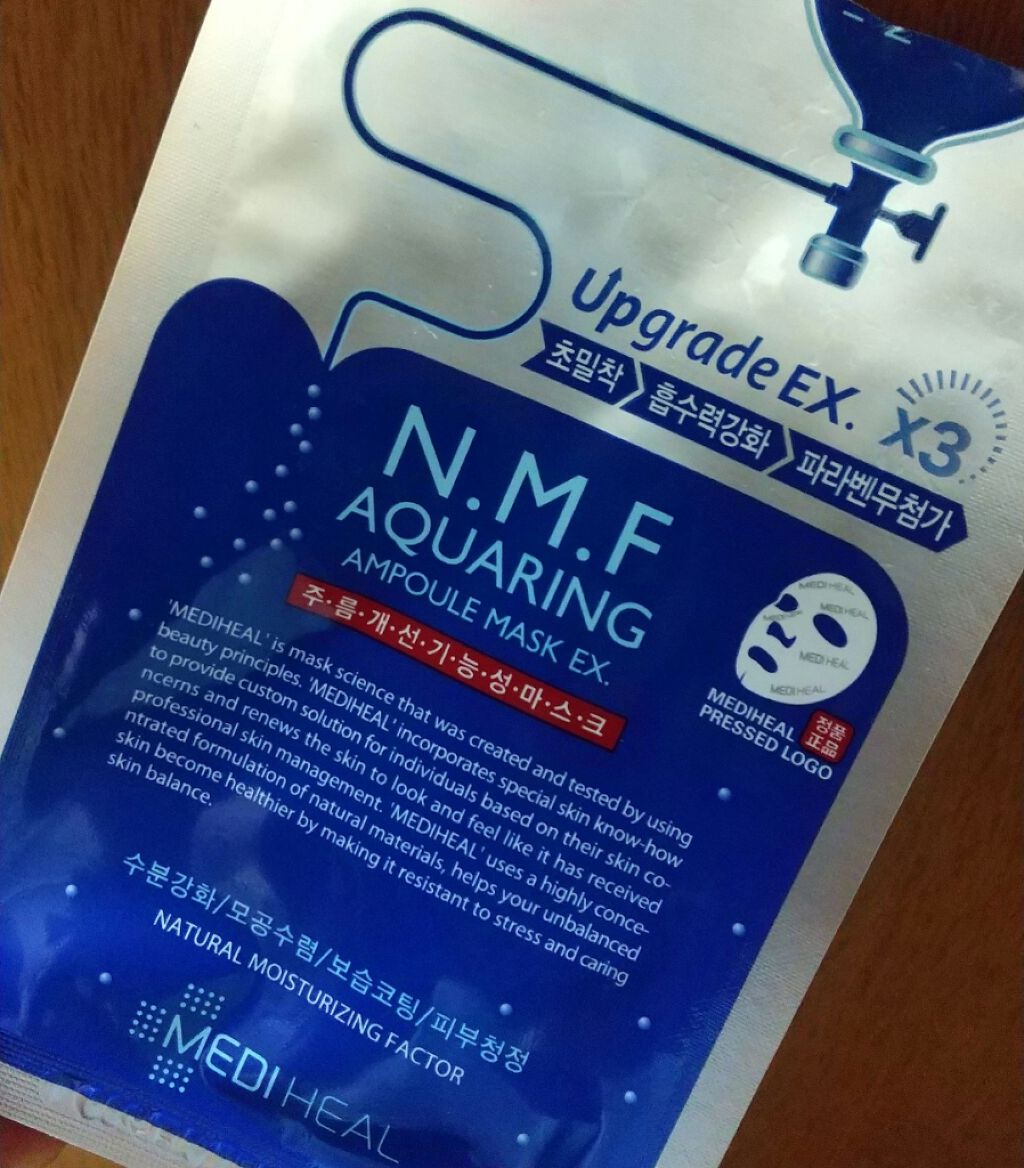 Upgrade EX.
초밀착 흡수력강화 파라벤무첨가
x3
N.M.F
AQUARING
AMPOULE MASK EX.
주·름·개·선·기·능·성·마·스·크
'MEDIHEAL' is mask science that was created and tested by using
beauty principles. 'MEDIHEAL' incorporates special skin know-how
to provide custom solution for individuals based on their skin co-
ncerns and renews the skin to look and feel like it has received
professional skin management. 'MEDIHEAL' uses a highly conce-
ntrated formulation of natural materials, helps your unbalanced
skin become healthier by making it resistant to stress and caring
skin balance.
MEDIHEAL
MEDIHEAL
MEDIHEAL
MEDIHEAL
MEDIHEAL
PRESSED LOGO
정품
正品
수분강화/모공수렴/보습코팅/피부청정
NATURAL MOISTURIZING FACTOR
MEDIHEAL